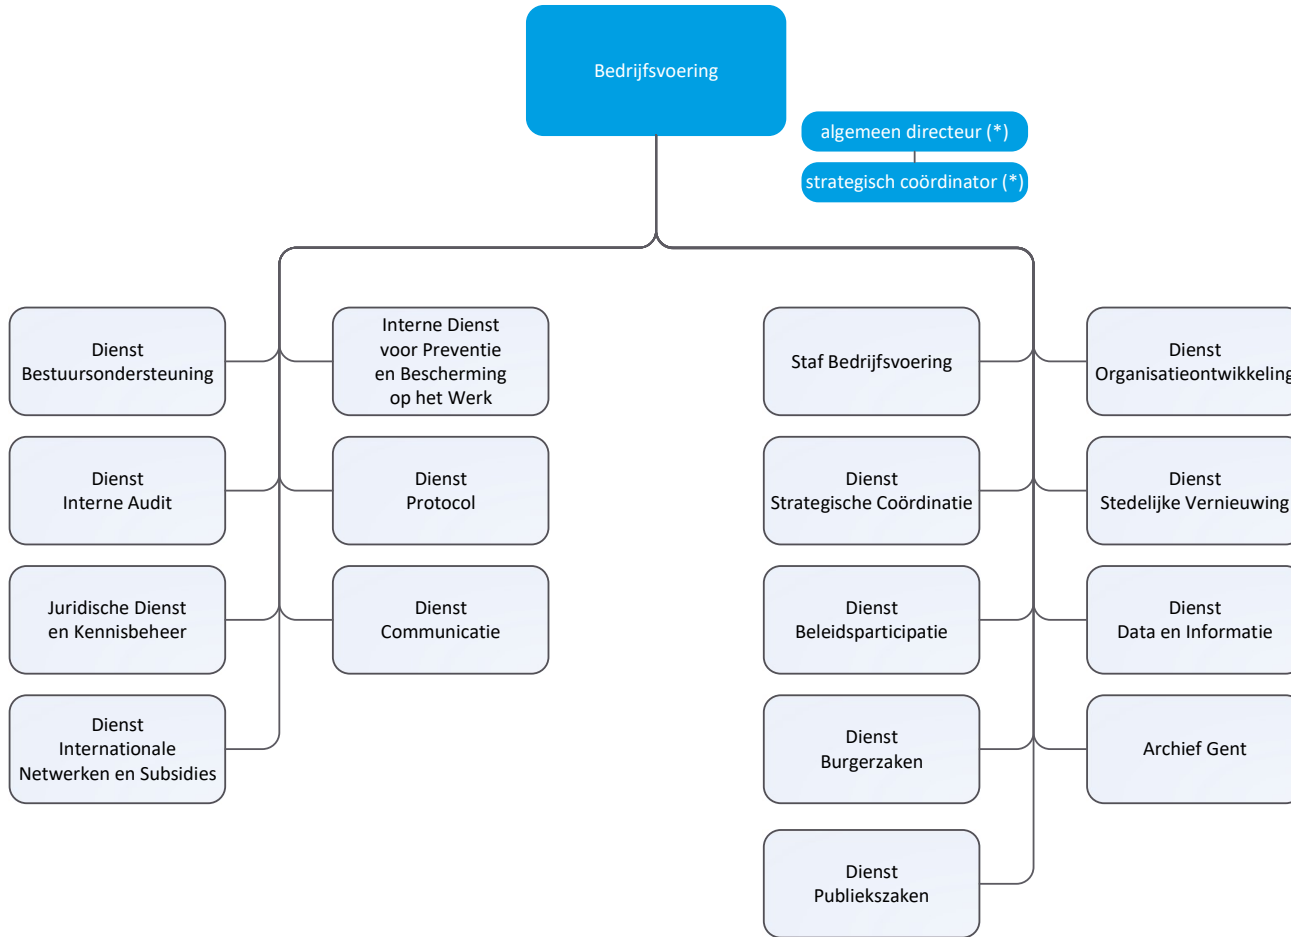 Bedrijfsvoering
algemeen directeur (*)
strategisch coördinator (*)
Dienst
Bestuursondersteuning
Interne Dienst
voor Preventie
en Bescherming
op het Werk
Staf Bedrijfsvoering
Dienst
Organisatieontwikkeling
Dienst
Interne Audit
Dienst
Protocol
Dienst
Strategische Coördinatie
Dienst
Stedelijke Vernieuwing
Juridische Dienst
en Kennisbeheer
Dienst
Communicatie
Dienst
Beleidsparticipatie
Dienst
Data en Informatie
Dienst
Internationale
Netwerken en Subsidies
Dienst
Burgerzaken
Archief Gent
Dienst
Publiekszaken